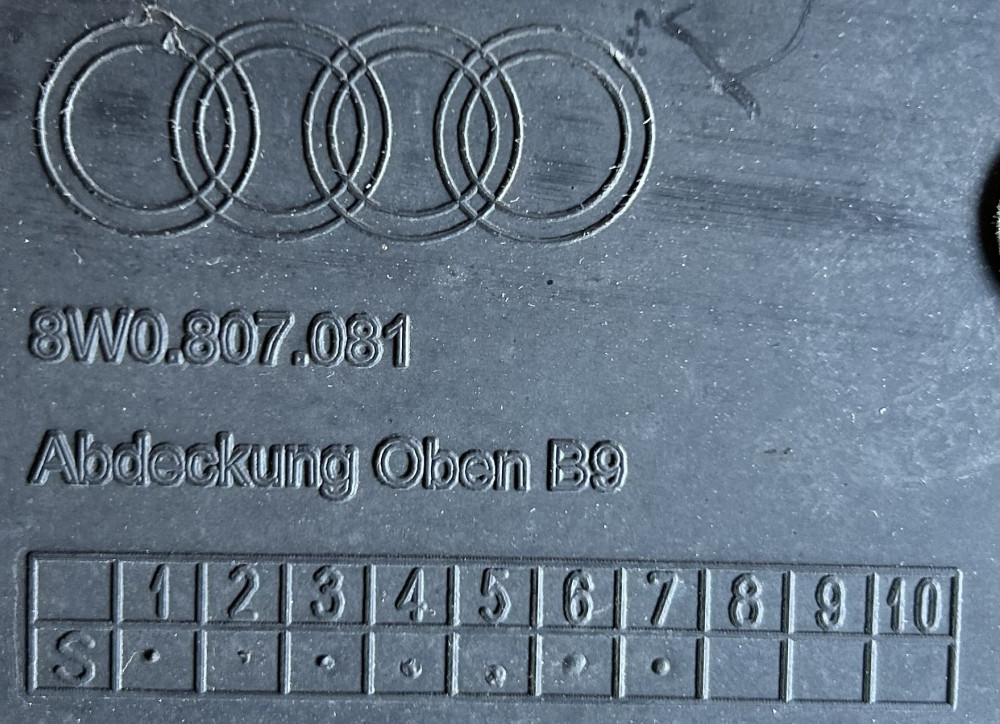 8W0.807.081
Abdeckung Oben B9
1 2 3 4 5 6 7 8 9 10
S